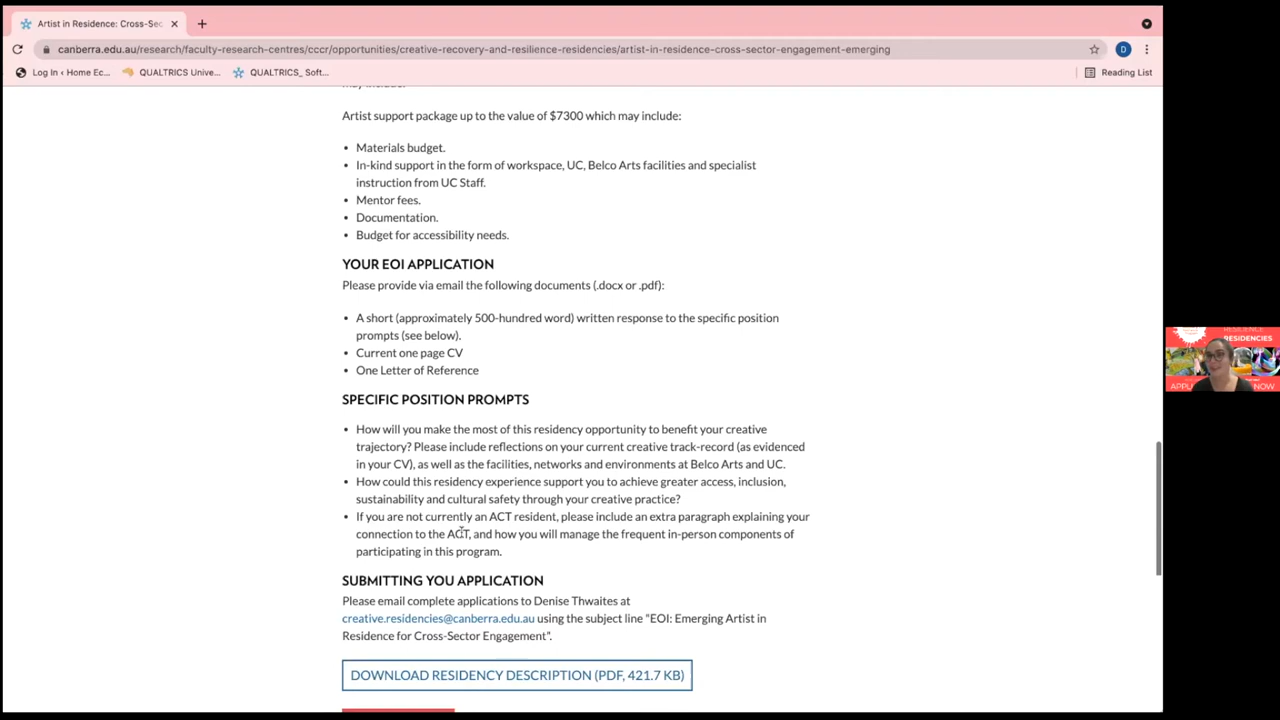 Artist in Residence: Cross-Sec
canberra.edu.au/research/faculty-research-centres/cccr/opportunities/creative-recovery-and-resilience-residencies/artist-in-residence-cross-sector-engagement-emerging
D
Log In ‹ Home Ec...
QUALTRICS Unive...
QUALTRICS_ Soft...
Reading List
may include:
Artist support package up to the value of $7300 which may include:
• Materials budget.
• In-kind support in the form of workspace, UC, Belco Arts facilities and specialist
instruction from UC Staff.
• Mentor fees.
• Documentation.
• Budget for accessibility needs.
YOUR EOI APPLICATION
Please provide via email the following documents (.docx or .pdf):
• A short (approximately 500-hundred word) written response to the specific position
prompts (see below).
• Current one page CV
• One Letter of Reference
SPECIFIC POSITION PROMPTS
• How will you make the most of this residency opportunity to benefit your creative
trajectory? Please include reflections on your current creative track-record (as evidenced
in your CV), as well as the facilities, networks and environments at Belco Arts and UC.
• How could this residency experience support you to achieve greater access, inclusion,
sustainability and cultural safety through your creative practice?
• If you are not currently an ACT resident, please include an extra paragraph explaining your
connection to the ACT, and how you will manage the frequent in-person components of
participating in this program.
SUBMITTING YOU APPLICATION
Please email complete applications to Denise Thwaites at
creative.residencies@canberra.edu.au using the subject line “EOI: Emerging Artist in
Residence for Cross-Sector Engagement”.
DOWNLOAD RESIDENCY DESCRIPTION (PDF, 421.7 KB)
RESIDENCE
RESIDENCIES
NOW